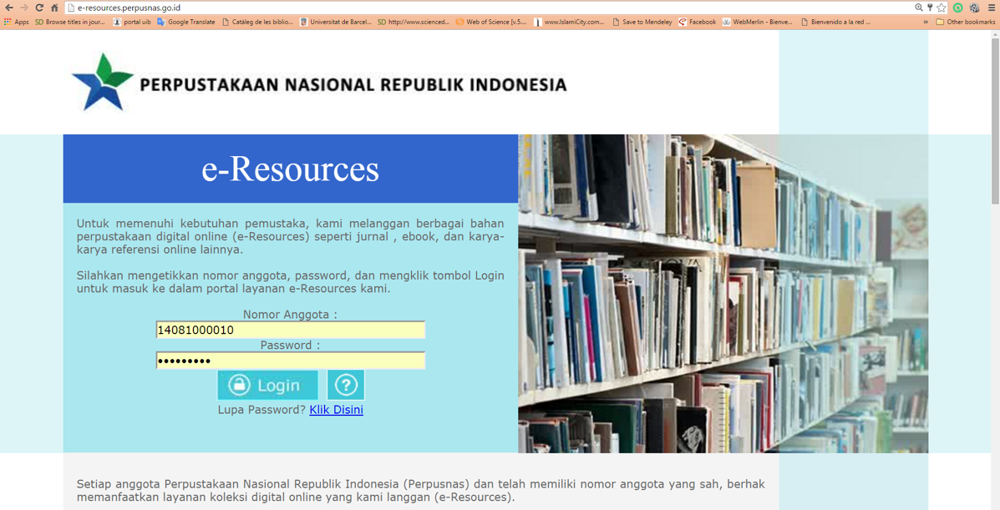 e-resources.perpusnas.go.id
Apps SD Browse titles in jour... portal uib Google Translate Catàleg de les biblio... Universitat de Barcel... SD http://www.scienced... Web of Science [v.5.... www.IslamiCity.com... Save to Mendeley Facebook WebMerlin - Bienve... Bienvenido a la red ... » Other bookmarks
PERPUSTAKAAN NASIONAL REPUBLIK INDONESIA
e-Resources
Untuk memenuhi kebutuhan pemustaka, kami melanggan berbagai bahan
perpustakaan digital online (e-Resources) seperti jurnal , ebook, dan karya-
karya referensi online lainnya.
Silahkan mengetikkan nomor anggota, password, dan mengklik tombol Login
untuk masuk ke dalam portal layanan e-Resources kami.
Nomor Anggota :
14081000010
Password :
•••••••••
Login ?
Lupa Password? Klik Disini
Setiap anggota Perpustakaan Nasional Republik Indonesia (Perpusnas) dan telah memiliki nomor anggota yang sah, berhak
memanfaatkan layanan koleksi digital online yang kami langgan (e-Resources).